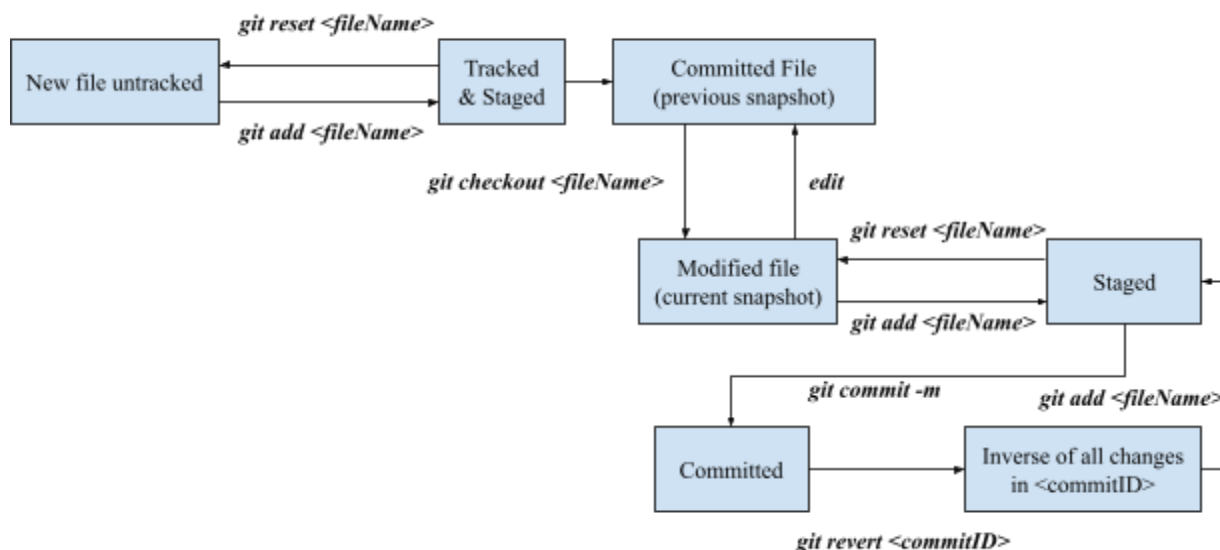 git reset <fileName>
New file untracked
Tracked
& Staged
Committed File
(previous snapshot)
git add <fileName>
git checkout <fileName>
edit
git reset <fileName>
Modified file
(current snapshot)
Staged
git add <fileName>
git commit -m
git add <fileName>
Committed
Inverse of all changes
in <commitID>
git revert <commitID>